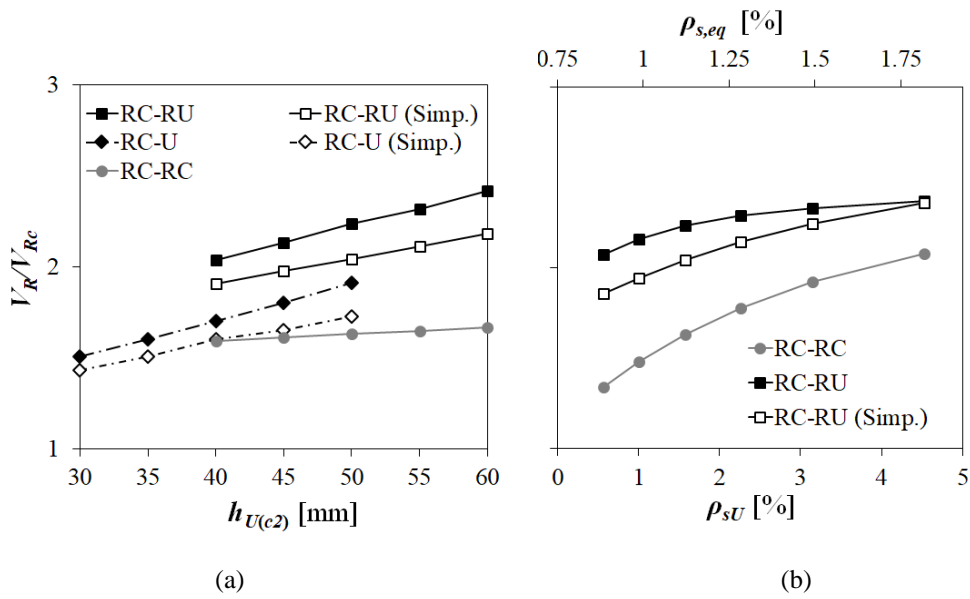 ρs,eq [%]
0.75 1 1.25 1.5 1.75
3
2
1
VR/VRc
RC-RU RC-RU (Simp.)
RC-U RC-U (Simp.)
RC-RC
RC-RC
RC-RU
RC-RU (Simp.)
30 35 40 45 50 55 60
0 1 2 3 4 5
hU(c2) [mm]
ρsU [%]
(a) (b)